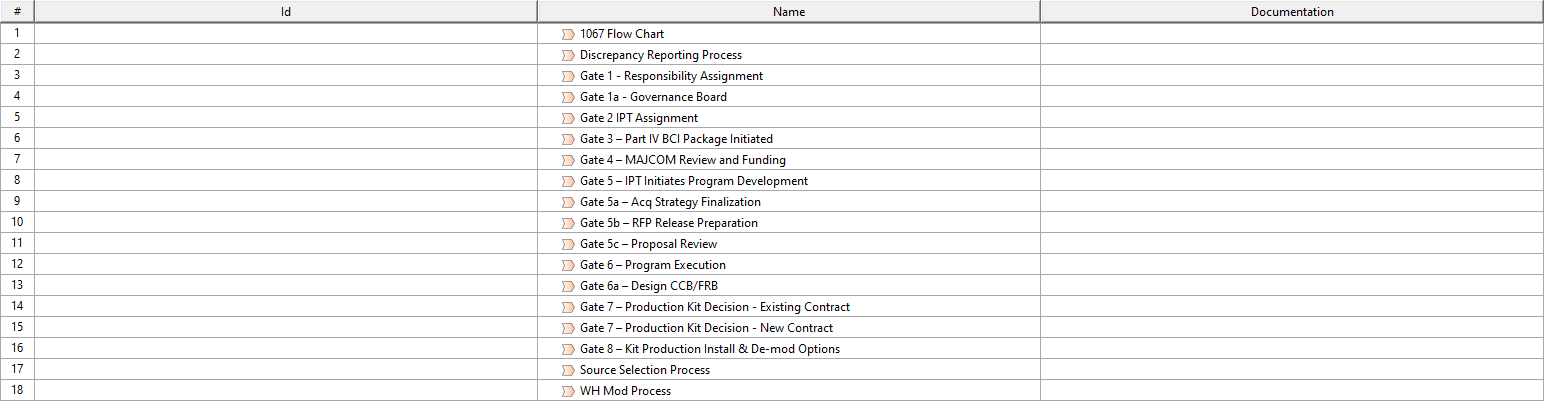 # Id Name Documentation
1 1067 Flow Chart
2 Discrepancy Reporting Process
3 Gate 1 - Responsibility Assignment
4 Gate 1a - Governance Board
5 Gate 2 IPT Assignment
6 Gate 3 – Part IV BCI Package Initiated
7 Gate 4 – MAJCOM Review and Funding
8 Gate 5 – IPT Initiates Program Development
9 Gate 5a – Acq Strategy Finalization
10 Gate 5b – RFP Release Preparation
11 Gate 5c – Proposal Review
12 Gate 6 – Program Execution
13 Gate 6a – Design CCB/FRB
14 Gate 7 – Production Kit Decision - Existing Contract
15 Gate 7 – Production Kit Decision - New Contract
16 Gate 8 – Kit Production Install & De-mod Options
17 Source Selection Process
18 WH Mod Process